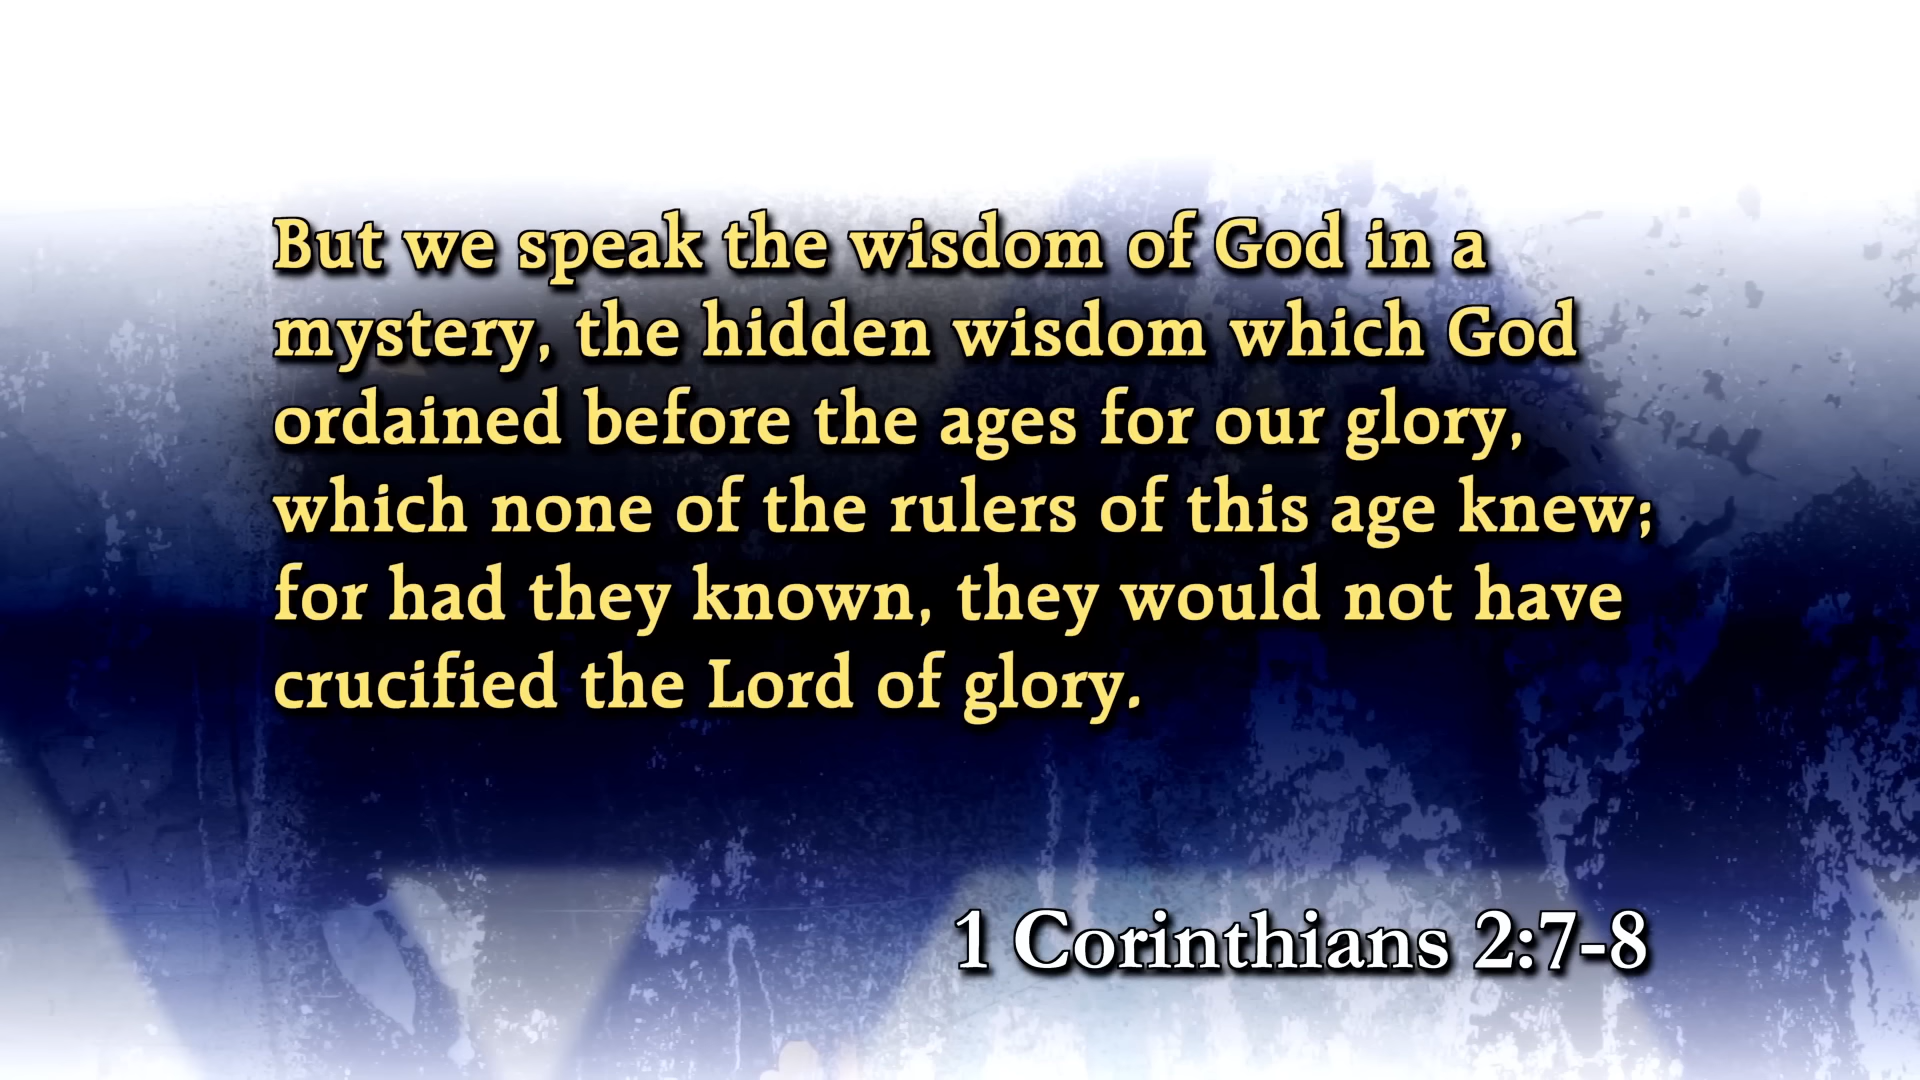 But we speak the wisdom of God in a
mystery, the hidden wisdom which God
ordained before the ages for our glory,
which none of the rulers of this age knew;
for had they known, they would not have
crucified the Lord of glory.
1 Corinthians 2:7-8